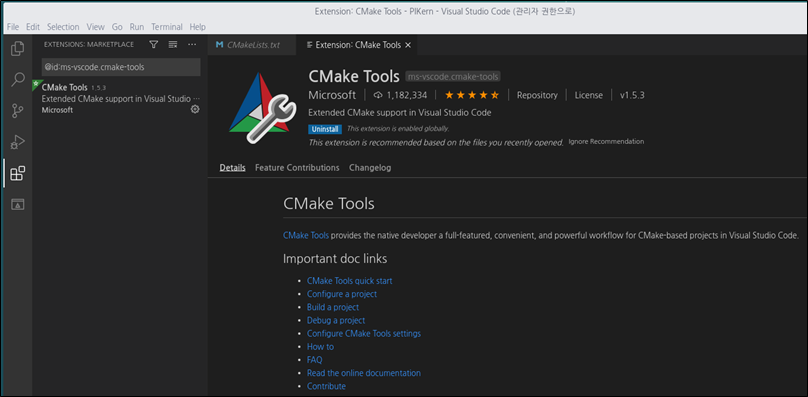 Extension: CMake Tools - PIKern - Visual Studio Code (관리자 권한으로)
File Edit Selection View Go Run Terminal Help
EXTENSIONS: MARKETPLACE
@id:ms-vscode.cmake-tools
CMake Tools 1.5.3
Extended CMake support in Visual Studio ...
Microsoft
M CMakeLists.txt
Extension: CMake Tools ×
CMake Tools ms-vscode.cmake-tools
Microsoft 1,182,334 Repository License v1.5.3
Extended CMake support in Visual Studio Code
Uninstall This extension is enabled globally.
This extension is recommended based on the files you recently opened. Ignore Recommendation
Details Feature Contributions Changelog
CMake Tools
CMake Tools provides the native developer a full-featured, convenient, and powerful workflow for CMake-based projects in Visual Studio Code.
Important doc links
• CMake Tools quick start
• Configure a project
• Build a project
• Debug a project
• Configure CMake Tools settings
• How to
• FAQ
• Read the online documentation
• Contribute